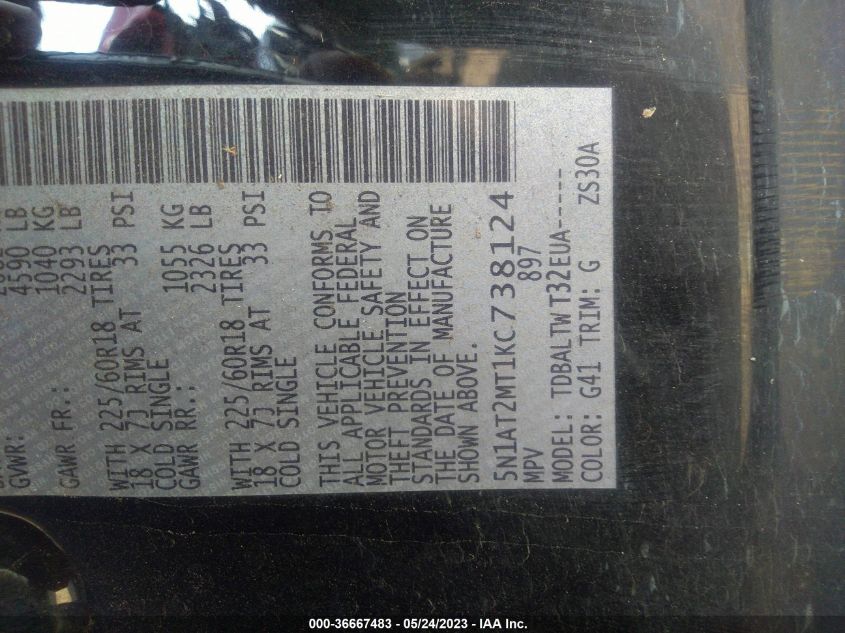 GVWR:
4590 LB
1040 KG
GAWR FR.: 2293 LB
WITH 225/60R18 TIRES
18 X 7J RIMS AT 33 PSI
COLD SINGLE
1055 KG
GAWR RR.: 2326 LB
WITH 225/60R18 TIRES
18 X 7J RIMS AT 33 PSI
COLD SINGLE
THIS VEHICLE CONFORMS TO
ALL APPLICABLE FEDERAL
MOTOR VEHICLE SAFETY AND
THEFT PREVENTION
STANDARDS IN EFFECT ON
THE DATE OF MANUFACTURE
SHOWN ABOVE.
5N1AT2MT1KC738124
MPV 897
MODEL: TDBALTW T32EUA-----
COLOR: G41 TRIM: G ZS30A
000-36667483 - 05/24/2023 - IAA Inc.